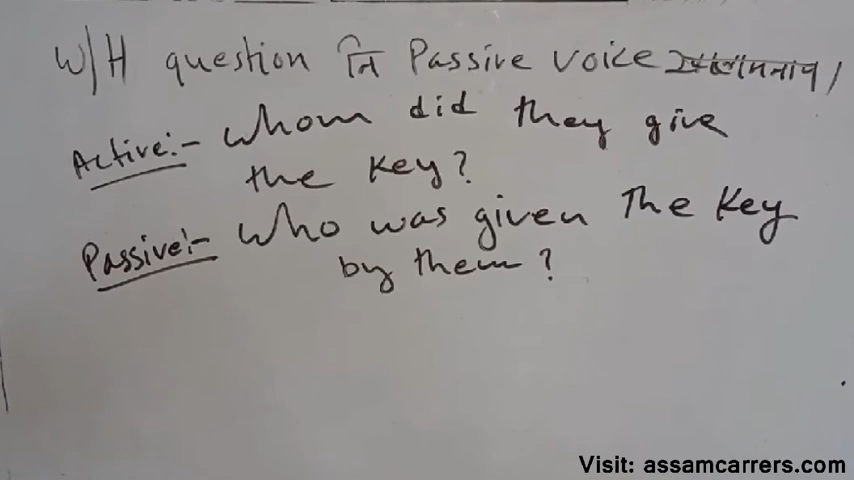 W/H question
Passive voice
Active:- Whom did they give
the key?
Passive:- Who was given The Key
by them?
Visit: assamcarrers.com